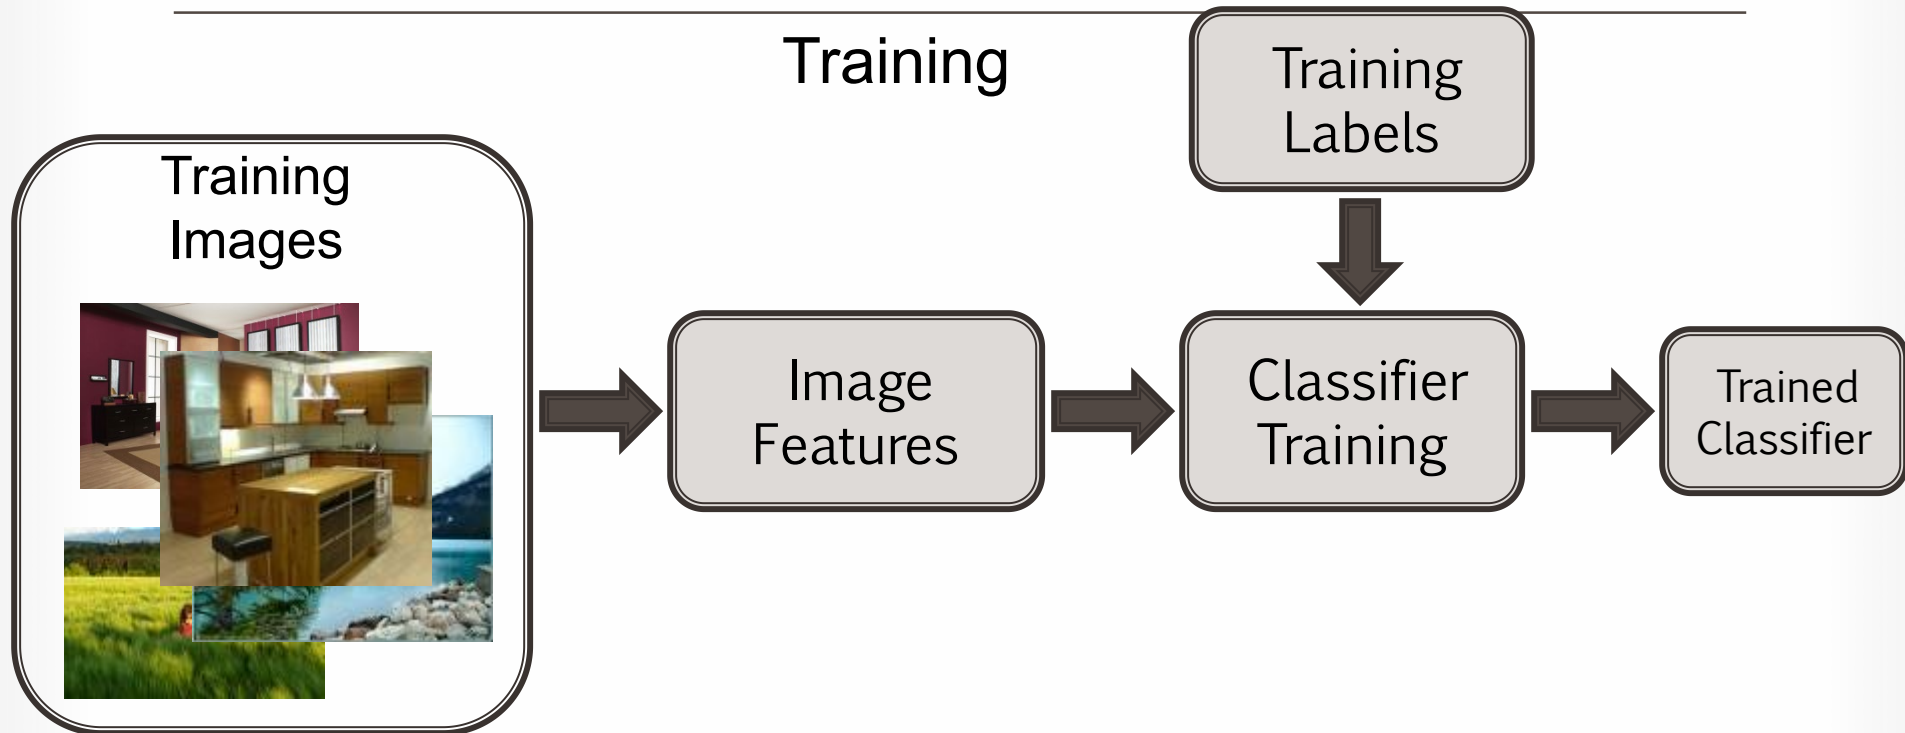 Training
Training
Labels
Training
Images
Image
Features
Classifier
Training
Trained
Classifier